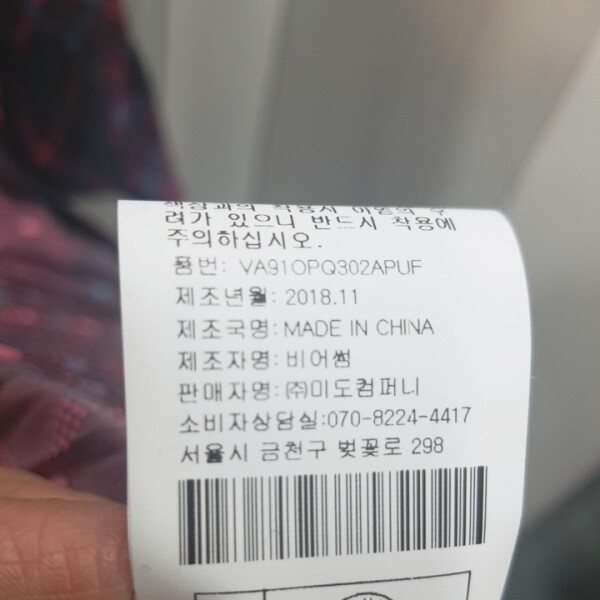 려가 있으니 반드시 착용에
주의하십시오.
품번: VA91OPQ302APUF
제조년월: 2018.11
제조국명: MADE IN CHINA
제조자명: 비어썸
판매자명: ㈜미도컴퍼니
소비자상담실:070-8224-4417
서울시 금천구 벚꽃로 298